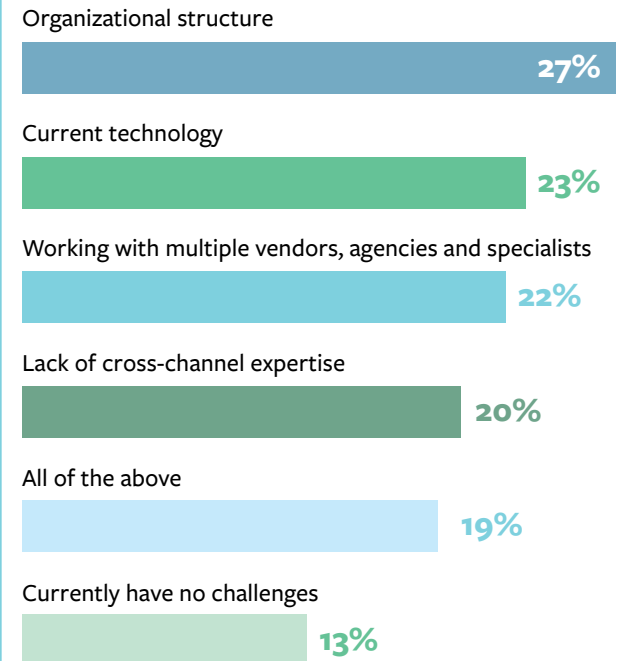 Organizational structure
27%
Current technology
23%
Working with multiple vendors, agencies and specialists
22%
Lack of cross-channel expertise
20%
All of the above
19%
Currently have no challenges
13%